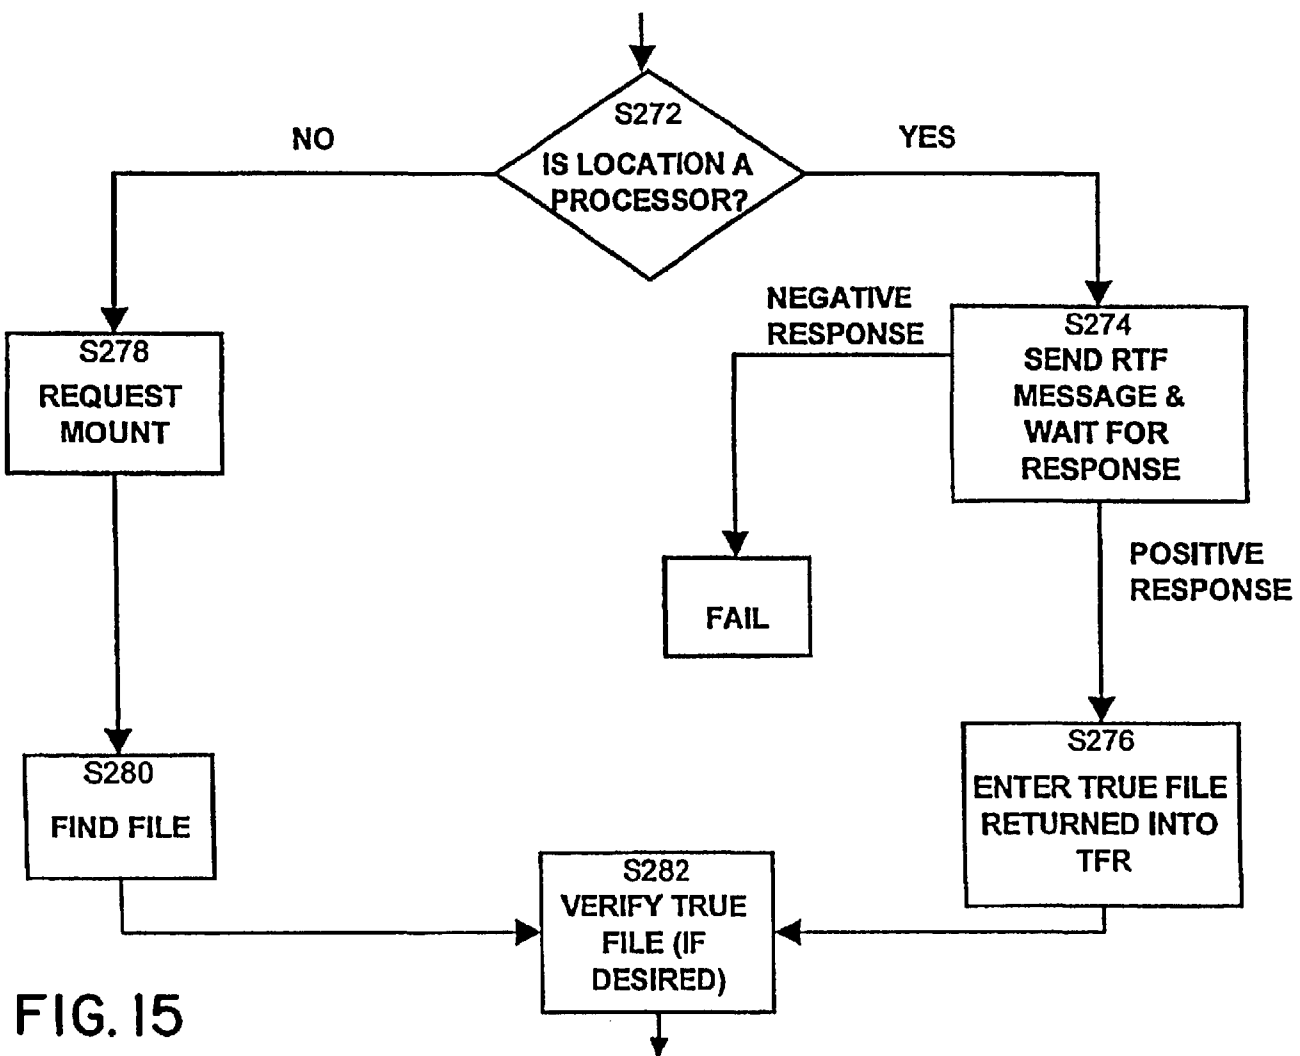 S272
IS LOCATION A
PROCESSOR?
NO
YES
S278
REQUEST
MOUNT
NEGATIVE
RESPONSE
S274
SEND RTF
MESSAGE &
WAIT FOR
RESPONSE
FAIL
POSITIVE
RESPONSE
S280
FIND FILE
S276
ENTER TRUE FILE
RETURNED INTO
TFR
S282
VERIFY TRUE
FILE (IF
DESIRED)
FIG. 15